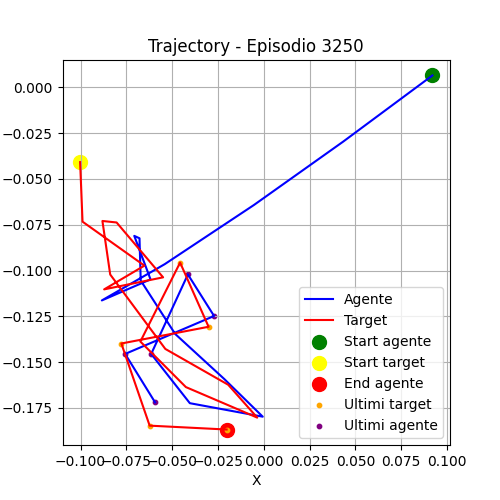 Trajectory - Episodio 3250
0.000
−0.025
−0.050
−0.075
−0.100
−0.125
−0.150
−0.175
Agente
Target
Start agente
Start target
End agente
Ultimi target
Ultimi agente
−0.100 −0.075 −0.050 −0.025 0.000 0.025 0.050 0.075 0.100
X